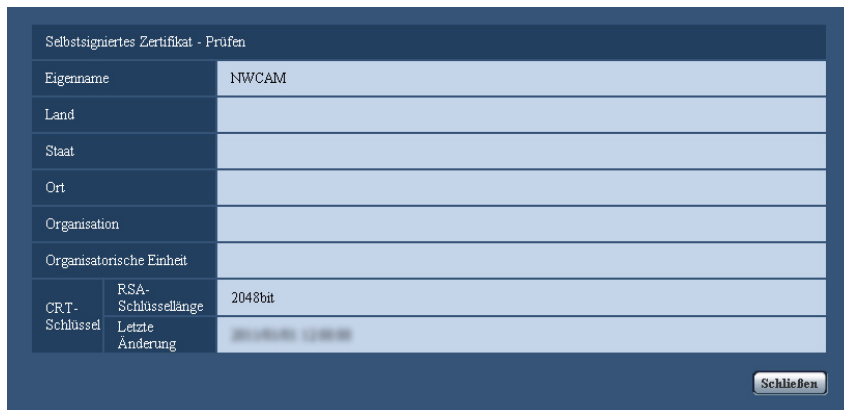 Selbstsigniertes Zertifikat - Prüfen
Eigenname NWCAM
Land
Staat
Ort
Organisation
Organisatorische Einheit
CRT-
Schlüssel
RSA-
Schlüssellänge
2048bit
Letzte
Änderung
Schließen